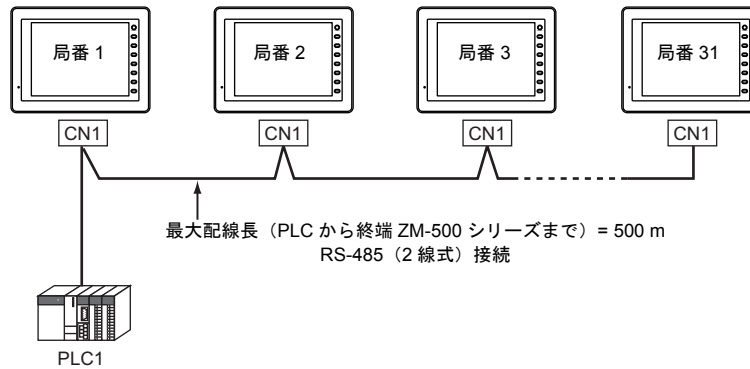 局番 1
局番 2
局番 3
局番 31
CN1
CN1
CN1
CN1
最大配線長（PLC から終端 ZM-500 シリーズまで）= 500 m
RS-485（2 線式）接続
PLC1